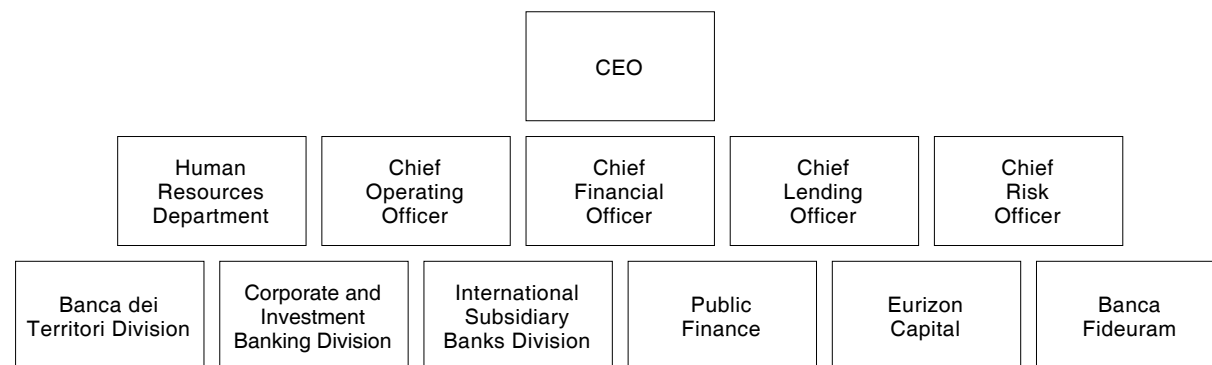 CEO
Human
Resources
Department
Chief
Operating
Officer
Chief
Financial
Officer
Chief
Lending
Officer
Chief
Risk
Officer
Banca dei
Territori Division
Corporate and
Investment
Banking Division
International
Subsidiary
Banks Division
Public
Finance
Eurizon
Capital
Banca
Fideuram